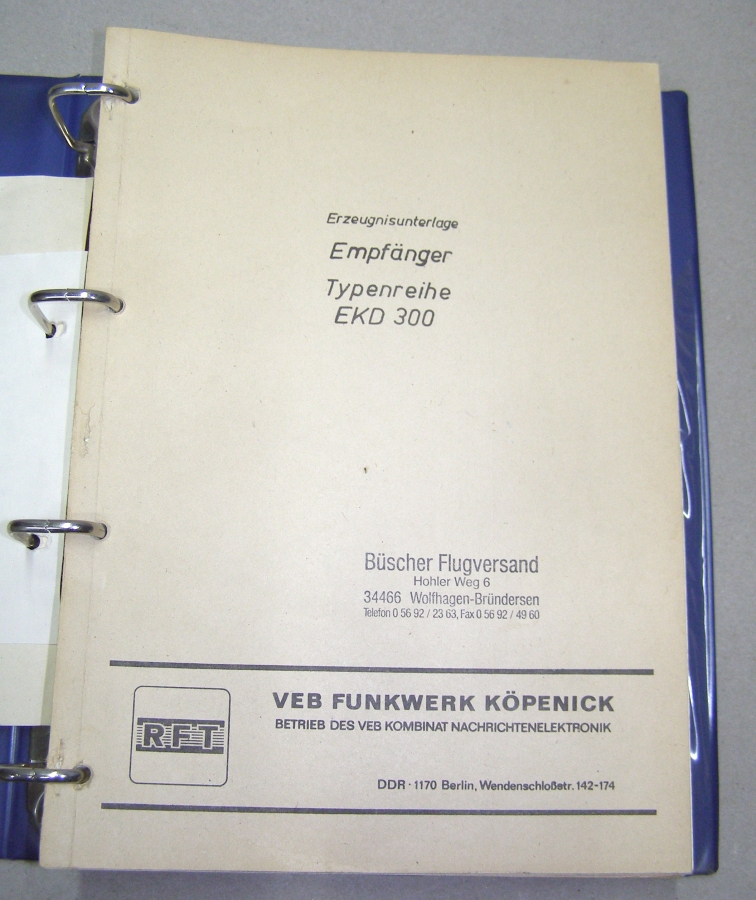 Erzeugnisunterlage
Empfänger
Typenreihe
EKD 300
Büscher Flugversand
Hohler Weg 6
34466 Wolfhagen-Bründersen
Telefon 0 56 92 / 23 63, Fax 0 56 92 / 49 60
RFT
VEB FUNKWERK KÖPENICK
BETRIEB DES VEB KOMBINAT NACHRICHTENELEKTRONIK
DDR · 1170 Berlin, Wendenschloßstr. 142-174